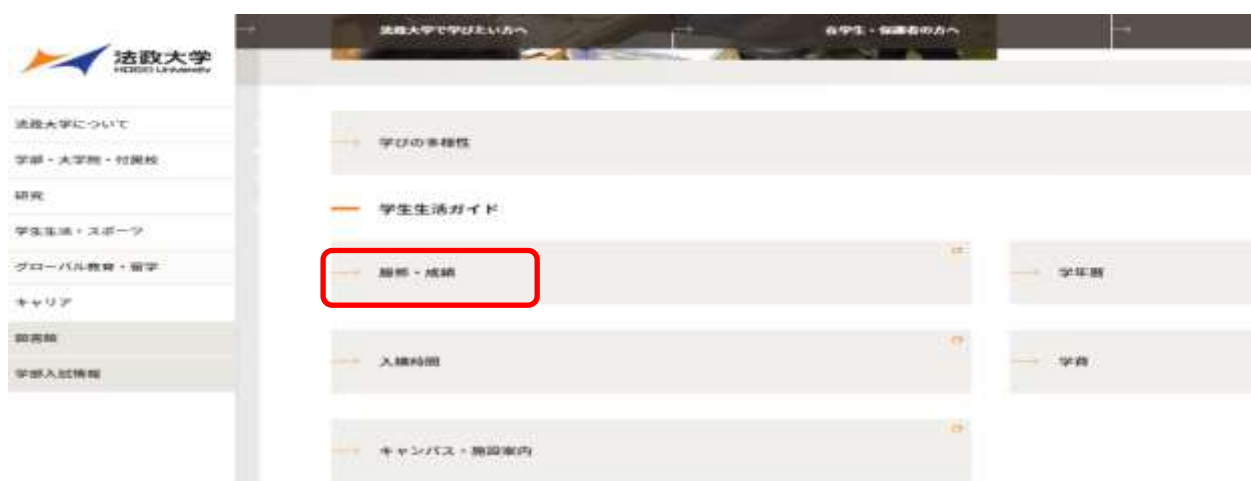 法政大学
HOSEI University
法政大学について
学部・大学院・付属校
研究
学生生活・スポーツ
グローバル教育・留学
キャリア
図書館
学部入試情報
法政大学で学びたい方へ
在学生・保護者の方へ
学びの多様性
学生生活ガイド
履修・成績
学年暦
入構時間
学費
キャンパス・施設案内